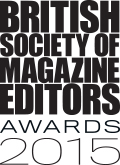 BRITISH
SOCIETY OF
MAGAZINE
EDITORS
AWARDS
2015